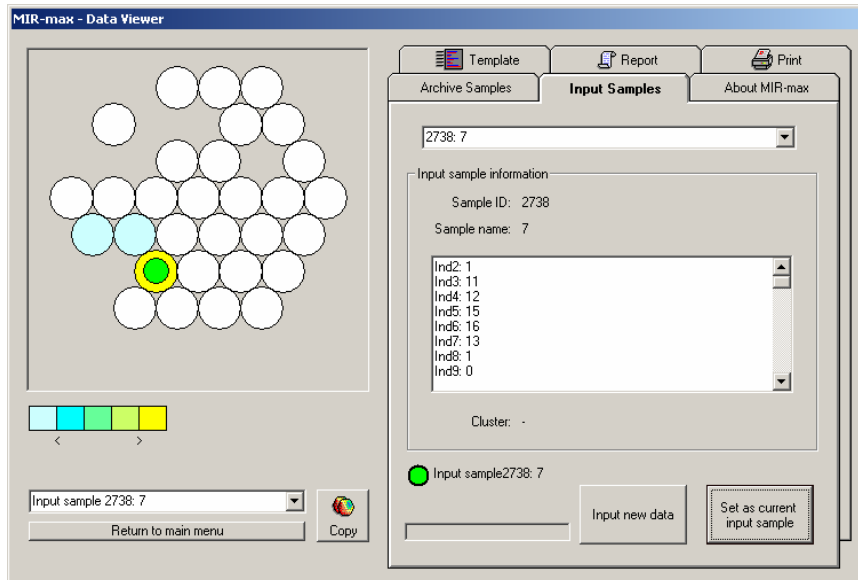 MIR-max - Data Viewer
Template
Report
Print
Archive Samples
Input Samples
About MIR-max
2738: 7
Input sample information
Sample ID: 2738
Sample name: 7
Ind2: 1
Ind3: 11
Ind4: 12
Ind5: 15
Ind6: 16
Ind7: 13
Ind8: 1
Ind9: 0
Cluster: -
< >
Input sample2738: 7
Input sample 2738: 7
Return to main menu
Copy
Input new data
Set as current
input sample